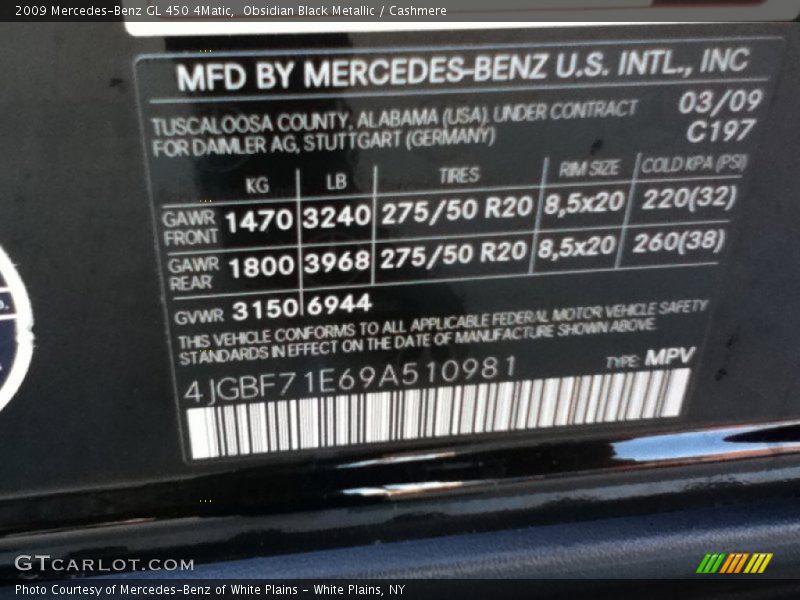 2009 Mercedes-Benz GL 450 4Matic,  Obsidian Black Metallic / Cashmere
MFD BY MERCEDES-BENZ U.S. INTL., INC
TUSCALOOSA COUNTY, ALABAMA (USA), UNDER CONTRACT 03/09
FOR DAIMLER AG, STUTTGART (GERMANY) C197
KG LB TIRES RIM SIZE COLD KPA (PSI)
GAWR FRONT 1470 3240 275/50 R20 8,5x20 220(32)
GAWR REAR 1800 3968 275/50 R20 8,5x20 260(38)
GVWR 3150 6944
THIS VEHICLE CONFORMS TO ALL APPLICABLE FEDERAL MOTOR VEHICLE SAFETY
STANDARDS IN EFFECT ON THE DATE OF MANUFACTURE SHOWN ABOVE.
4JGBF71E69A510981 TYPE: MPV
GTCARLOT.COM
Photo Courtesy of Mercedes-Benz of White Plains - White Plains, NY